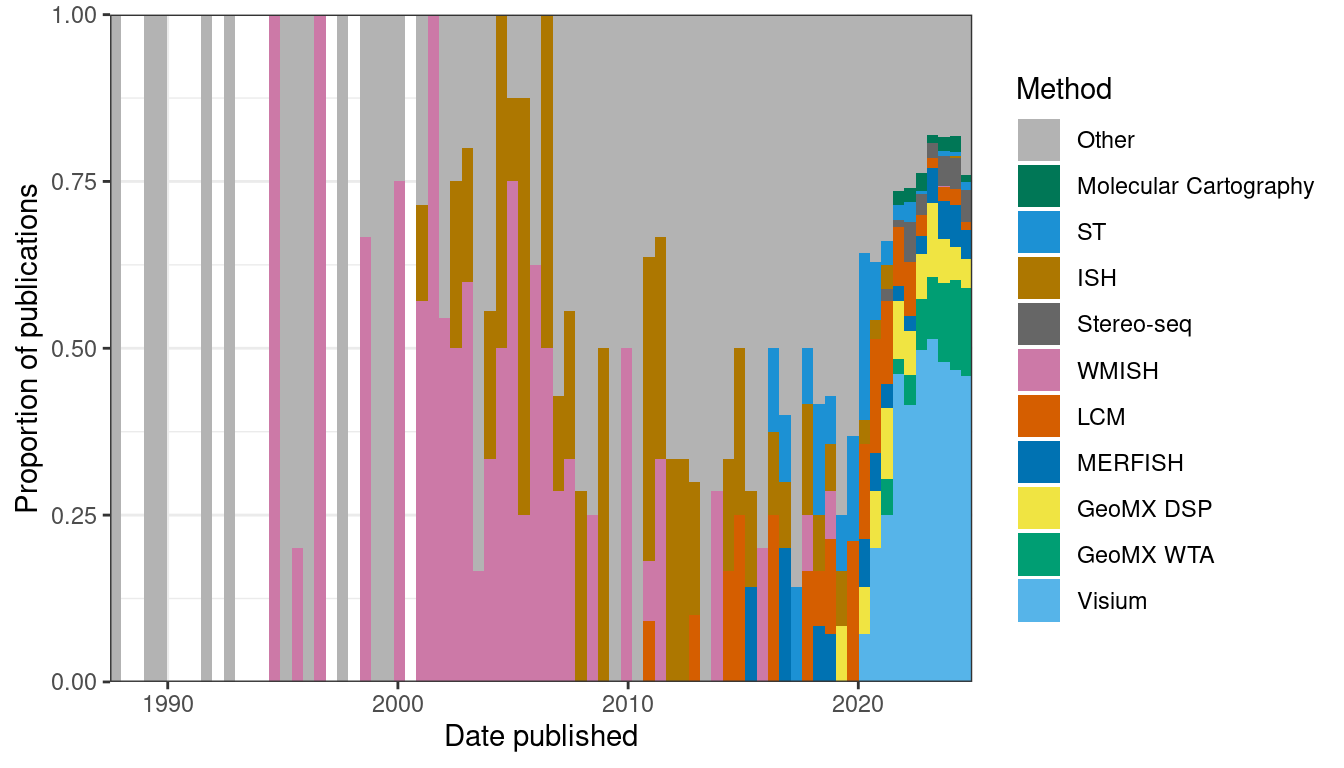 1.00
0.75
0.50
0.25
0.00
Proportion of publications
1990
2000
2010
2020
Date published
Method
Other
Molecular Cartography
ST
ISH
Stereo-seq
WMISH
LCM
MERFISH
GeoMX DSP
GeoMX WTA
Visium